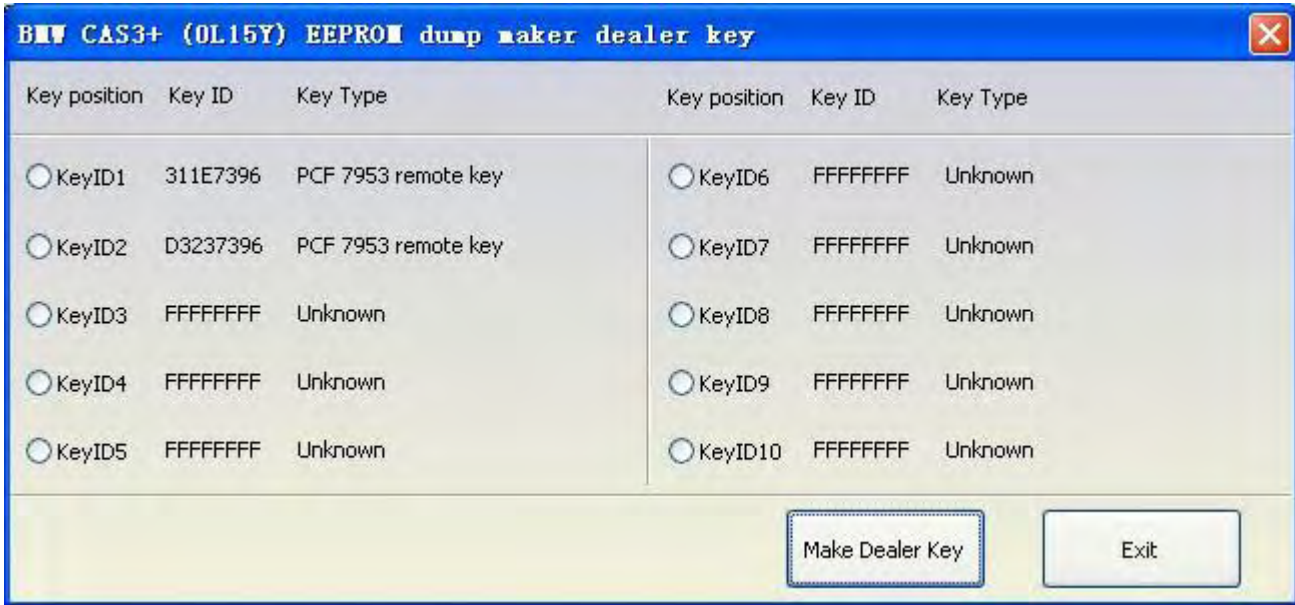 BMW CAS3+ (0L15Y) EEPROM dump maker dealer key
Key position Key ID Key Type Key position Key ID Key Type
KeyID1 311E7396 PCF 7953 remote key KeyID6 FFFFFFFF Unknown
KeyID2 D3237396 PCF 7953 remote key KeyID7 FFFFFFFF Unknown
KeyID3 FFFFFFFF Unknown KeyID8 FFFFFFFF Unknown
KeyID4 FFFFFFFF Unknown KeyID9 FFFFFFFF Unknown
KeyID5 FFFFFFFF Unknown KeyID10 FFFFFFFF Unknown
Make Dealer Key Exit